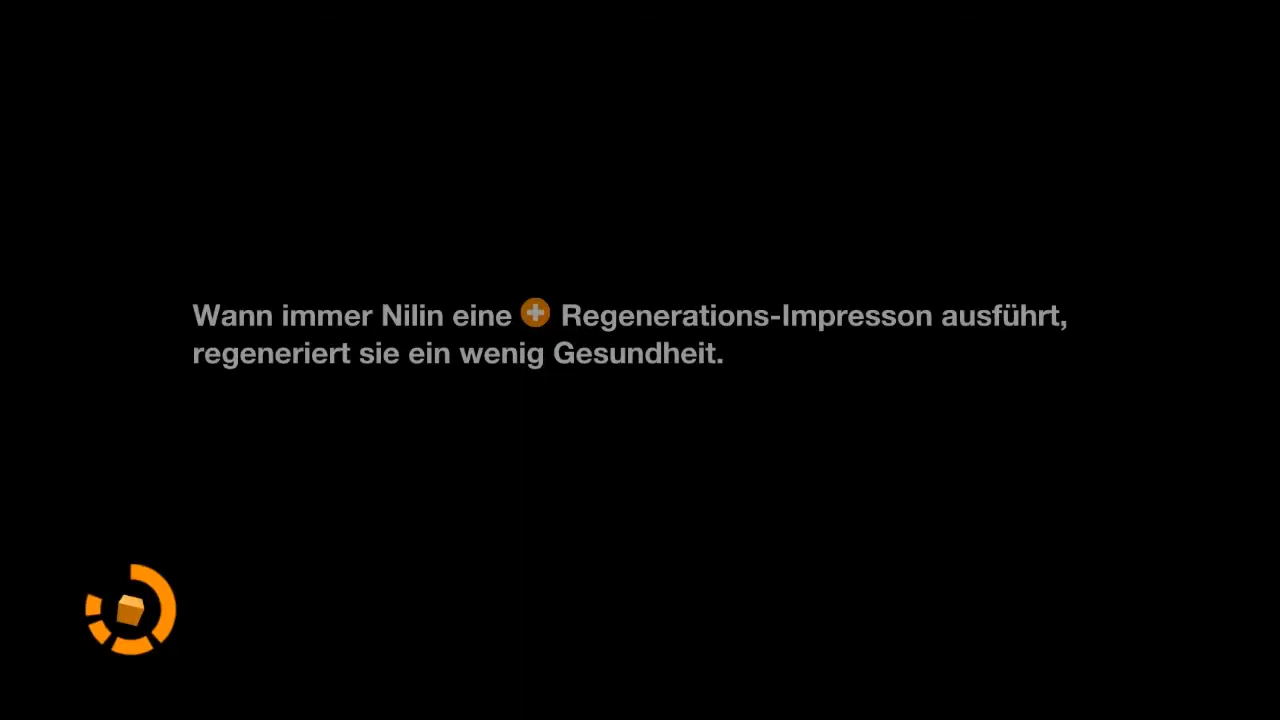 Wann immer Nilin eine Regenerations-Impresson ausführt,
regeneriert sie ein wenig Gesundheit.